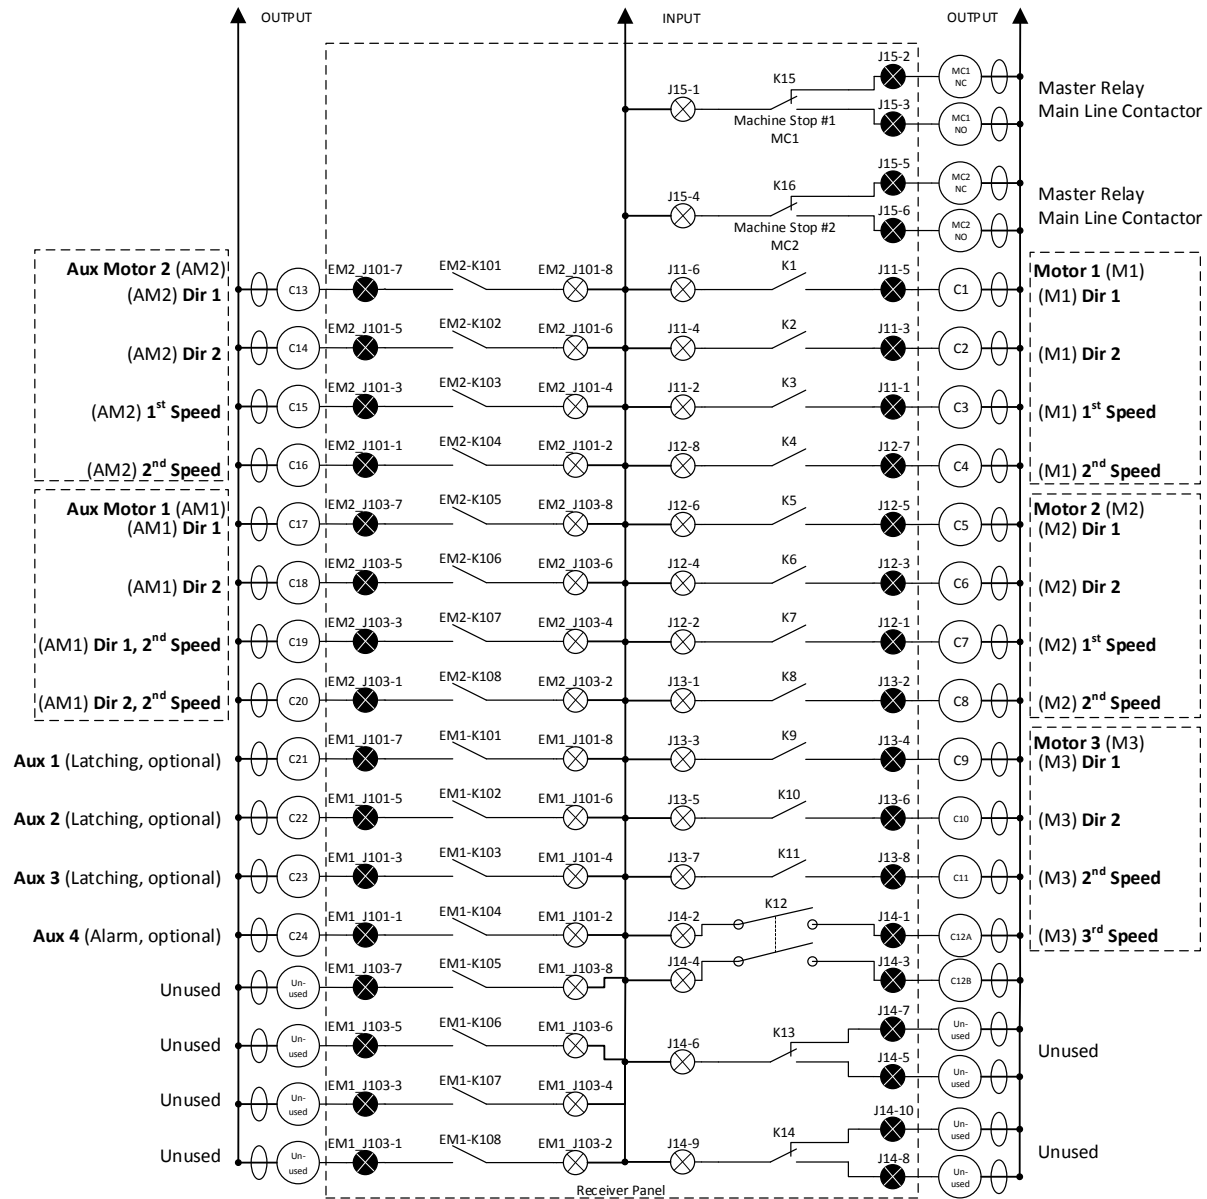 OUTPUT
INPUT
OUTPUT
J15-1
K15
J15-2
J15-3
MC1
NC
MC1
NO
Machine Stop #1
MC1
Master Relay
Main Line Contactor
J15-4
K16
J15-5
J15-6
MC2
NC
MC2
NO
Machine Stop #2
MC2
Master Relay
Main Line Contactor
Aux Motor 2 (AM2)
(AM2) Dir 1
C13
EM2_J101-7
EM2-K101
EM2_J101-8
J11-6
K1
J11-5
C1
Motor 1 (M1)
(M1) Dir 1
(AM2) Dir 2
C14
EM2_J101-5
EM2-K102
EM2_J101-6
J11-4
K2
J11-3
C2
(M1) Dir 2
(AM2) 1st Speed
C15
EM2_J101-3
EM2-K103
EM2_J101-4
J11-2
K3
J11-1
C3
(M1) 1st Speed
(AM2) 2nd Speed
C16
EM2_J101-1
EM2-K104
EM2_J101-2
J12-8
K4
J12-7
C4
(M1) 2nd Speed
Aux Motor 1 (AM1)
(AM1) Dir 1
C17
EM2_J103-7
EM2-K105
EM2_J103-8
J12-6
K5
J12-5
C5
Motor 2 (M2)
(M2) Dir 1
(AM1) Dir 2
C18
EM2_J103-5
EM2-K106
EM2_J103-6
J12-4
K6
J12-3
C6
(M2) Dir 2
(AM1) Dir 1, 2nd Speed
C19
EM2_J103-3
EM2-K107
EM2_J103-4
J12-2
K7
J12-1
C7
(M2) 1st Speed
(AM1) Dir 2, 2nd Speed
C20
EM2_J103-1
EM2-K108
EM2_J103-2
J13-1
K8
J13-2
C8
(M2) 2nd Speed
Aux 1 (Latching, optional)
C21
EM1_J101-7
EM1-K101
EM1_J101-8
J13-3
K9
J13-4
C9
Motor 3 (M3)
(M3) Dir 1
Aux 2 (Latching, optional)
C22
EM1_J101-5
EM1-K102
EM1_J101-6
J13-5
K10
J13-6
C10
(M3) Dir 2
Aux 3 (Latching, optional)
C23
EM1_J101-3
EM1-K103
EM1_J101-4
J13-7
K11
J13-8
C11
(M3) 2nd Speed
Aux 4 (Alarm, optional)
C24
EM1_J101-1
EM1-K104
EM1_J101-2
J14-2
K12
J14-1
C12A
(M3) 3rd Speed
Unused
Un-
used
EM1_J103-7
EM1-K105
EM1_J103-8
J14-4
J14-3
C12B
Unused
Un-
used
EM1_J103-5
EM1-K106
EM1_J103-6
J14-6
K13
J14-7
Un-
used
J14-5
Un-
used
Unused
Unused
Un-
used
EM1_J103-3
EM1-K107
EM1_J103-4
Unused
Un-
used
EM1_J103-1
EM1-K108
EM1_J103-2
J14-9
K14
J14-10
Un-
used
J14-8
Un-
used
Unused
Receiver Panel